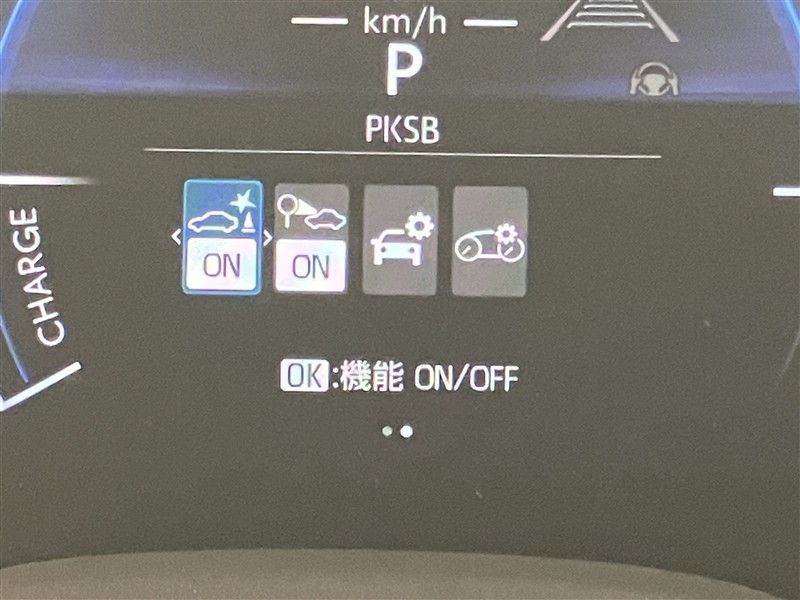 km/h
P
PKSB
CHARGE
ON
ON
OK:機能 ON/OFF